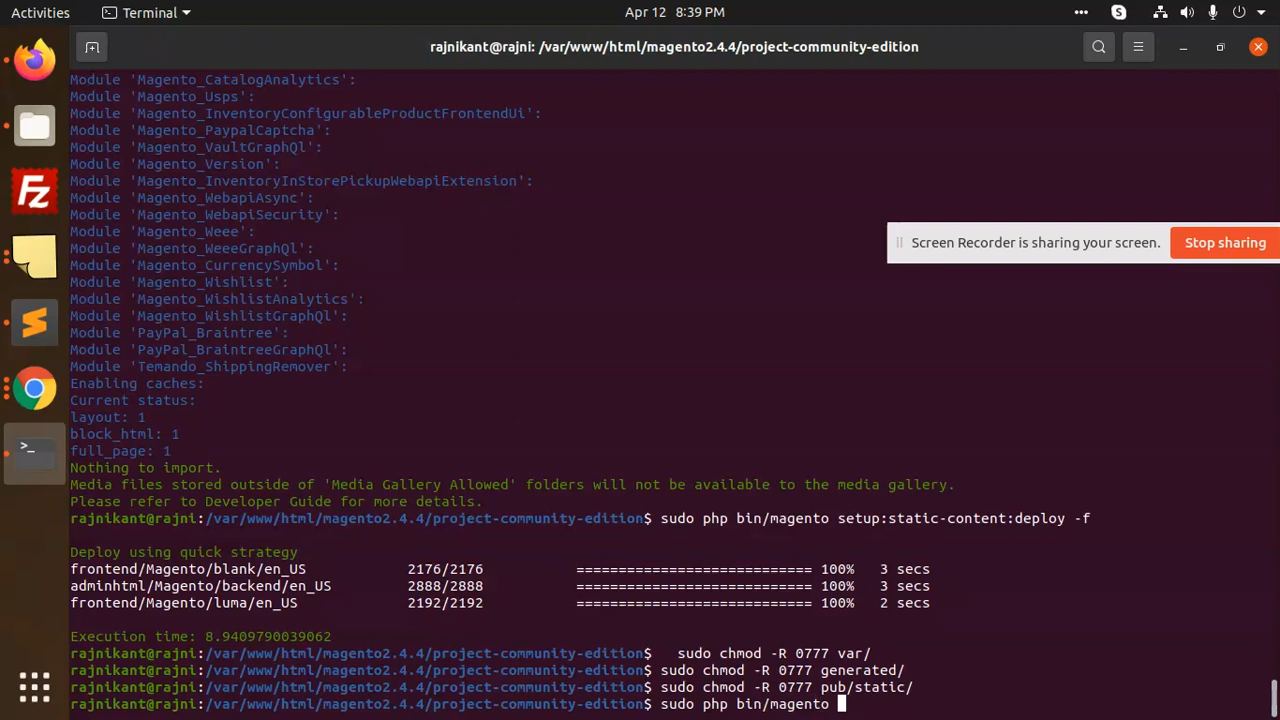 Activities
Terminal
Apr 12 8:39 PM
rajnikant@rajni: /var/www/html/magento2.4.4/project-community-edition
Module 'Magento_CatalogAnalytics':
Module 'Magento_Usps':
Module 'Magento_InventoryConfigurableProductFrontendUi':
Module 'Magento_PaypalCaptcha':
Module 'Magento_VaultGraphQl':
Module 'Magento_Version':
Module 'Magento_InventoryInStorePickupWebapiExtension':
Module 'Magento_WebapiAsync':
Module 'Magento_WebapiSecurity':
Module 'Magento_Weee':
Module 'Magento_WeeeGraphQl':
Module 'Magento_CurrencySymbol':
Module 'Magento_Wishlist':
Module 'Magento_WishlistAnalytics':
Module 'Magento_WishlistGraphQl':
Module 'PayPal_Braintree':
Module 'PayPal_BraintreeGraphQl':
Module 'Temando_ShippingRemover':
Screen Recorder is sharing your screen.
Stop sharing
Enabling caches:
Current status:
layout: 1
block_html: 1
full_page: 1
Nothing to import.
Media files stored outside of 'Media Gallery Allowed' folders will not be available to the media gallery.
Please refer to Developer Guide for more details.
rajnikant@rajni:/var/www/html/magento2.4.4/project-community-edition$ sudo php bin/magento setup:static-content:deploy -f
Deploy using quick strategy
frontend/Magento/blank/en_US 2176/2176 ============================ 100% 3 secs
adminhtml/Magento/backend/en_US 2888/2888 ============================ 100% 3 secs
frontend/Magento/luma/en_US 2192/2192 ============================ 100% 2 secs
Execution time: 8.9409790039062
rajnikant@rajni:/var/www/html/magento2.4.4/project-community-edition$ sudo chmod -R 0777 var/
rajnikant@rajni:/var/www/html/magento2.4.4/project-community-edition$ sudo chmod -R 0777 generated/
rajnikant@rajni:/var/www/html/magento2.4.4/project-community-edition$ sudo chmod -R 0777 pub/static/
rajnikant@rajni:/var/www/html/magento2.4.4/project-community-edition$ sudo php bin/magento